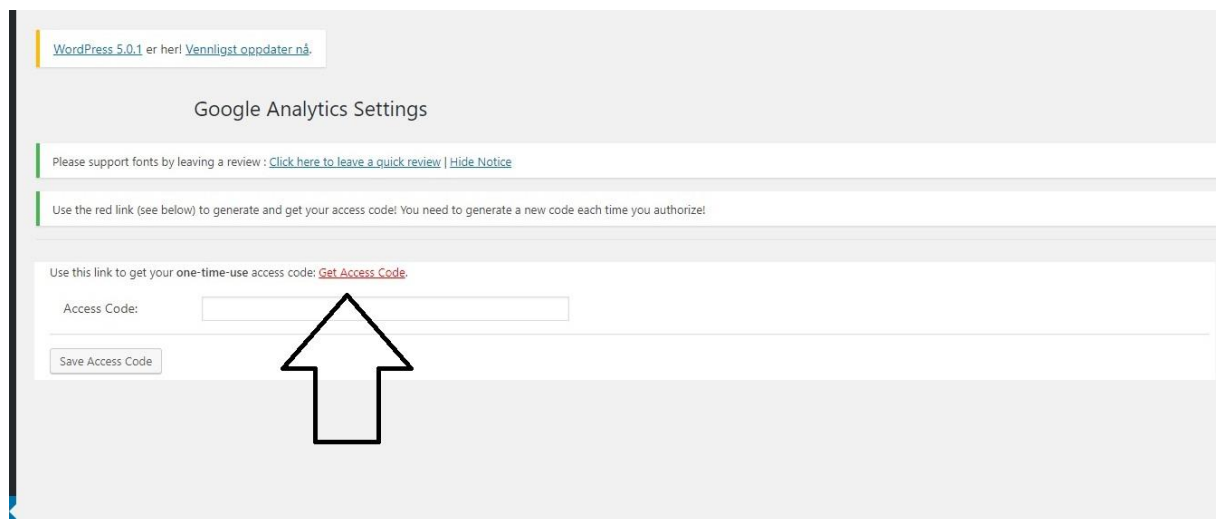 WordPress 5.0.1 er her! Vennligst oppdater nå.
Google Analytics Settings
Please support fonts by leaving a review : Click here to leave a quick review | Hide Notice
Use the red link (see below) to generate and get your access code! You need to generate a new code each time you authorize!
Use this link to get your one-time-use access code: Get Access Code.
Access Code:
Save Access Code